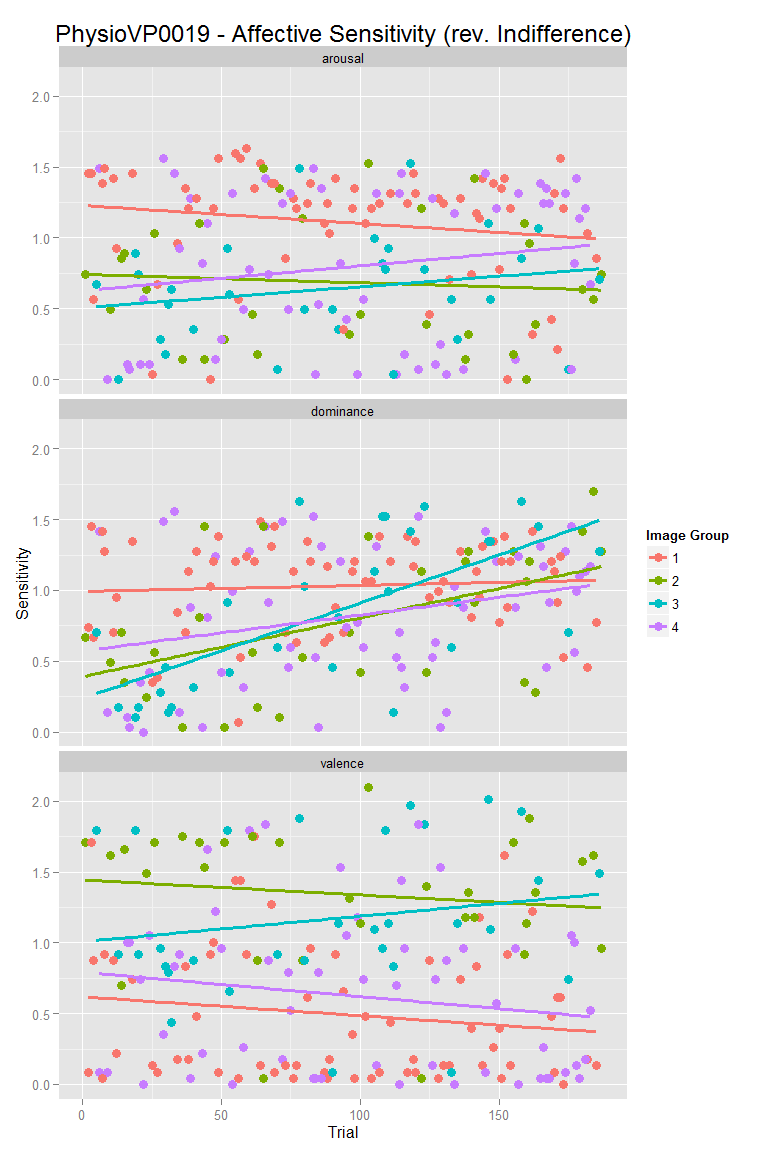 PhysioVP0019 - Affective Sensitivity (rev. Indifference)
arousal
2.0
1.5
1.0
0.5
0.0
dominance
2.0
1.5
1.0
0.5
0.0
Sensitivity
valence
2.0
1.5
1.0
0.5
0.0
0 50 100 150
Trial
Image Group
1
2
3
4